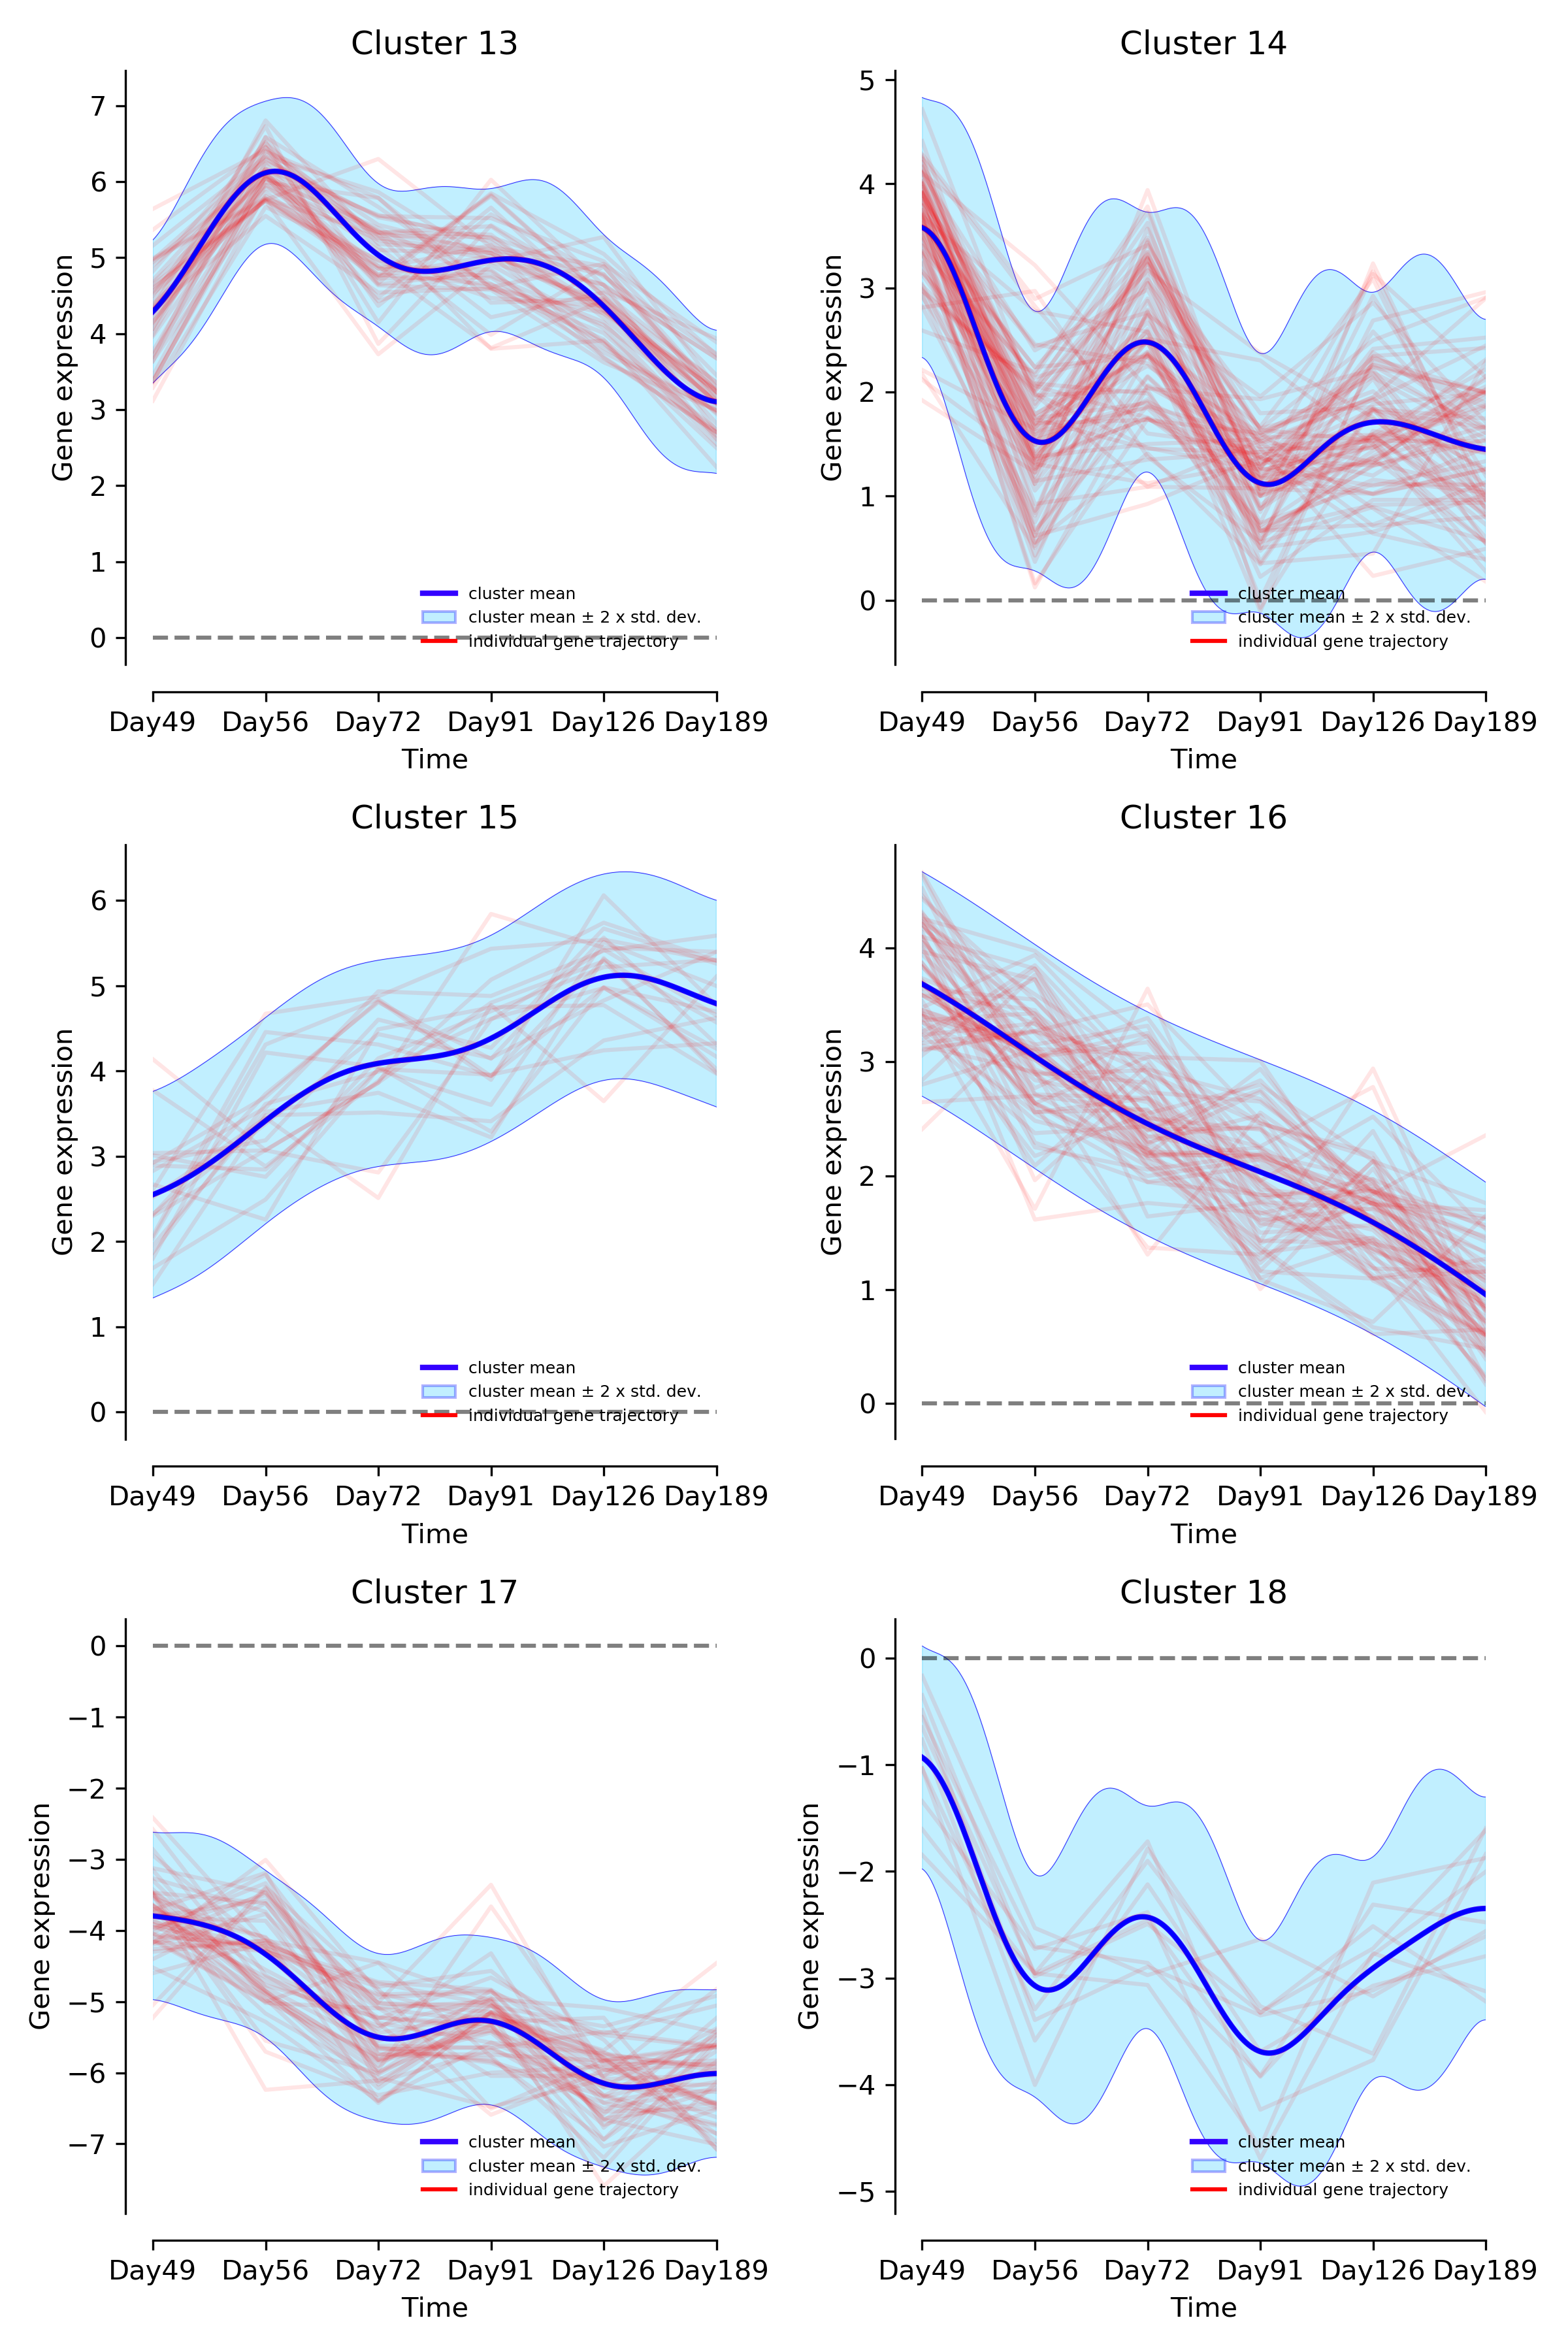 Cluster 13
Gene expression
7
6
5
4
3
2
1
0
cluster mean
cluster mean ± 2 x std. dev.
individual gene trajectory
Day49 Day56 Day72 Day91 Day126 Day189
Time
Cluster 14
Gene expression
5
4
3
2
1
0
cluster mean
cluster mean ± 2 x std. dev.
individual gene trajectory
Day49 Day56 Day72 Day91 Day126 Day189
Time
Cluster 15
Gene expression
6
5
4
3
2
1
0
cluster mean
cluster mean ± 2 x std. dev.
individual gene trajectory
Day49 Day56 Day72 Day91 Day126 Day189
Time
Cluster 16
Gene expression
4
3
2
1
0
cluster mean
cluster mean ± 2 x std. dev.
individual gene trajectory
Day49 Day56 Day72 Day91 Day126 Day189
Time
Cluster 17
Gene expression
0
−1
−2
−3
−4
−5
−6
−7
cluster mean
cluster mean ± 2 x std. dev.
individual gene trajectory
Day49 Day56 Day72 Day91 Day126 Day189
Time
Cluster 18
Gene expression
0
−1
−2
−3
−4
−5
cluster mean
cluster mean ± 2 x std. dev.
individual gene trajectory
Day49 Day56 Day72 Day91 Day126 Day189
Time